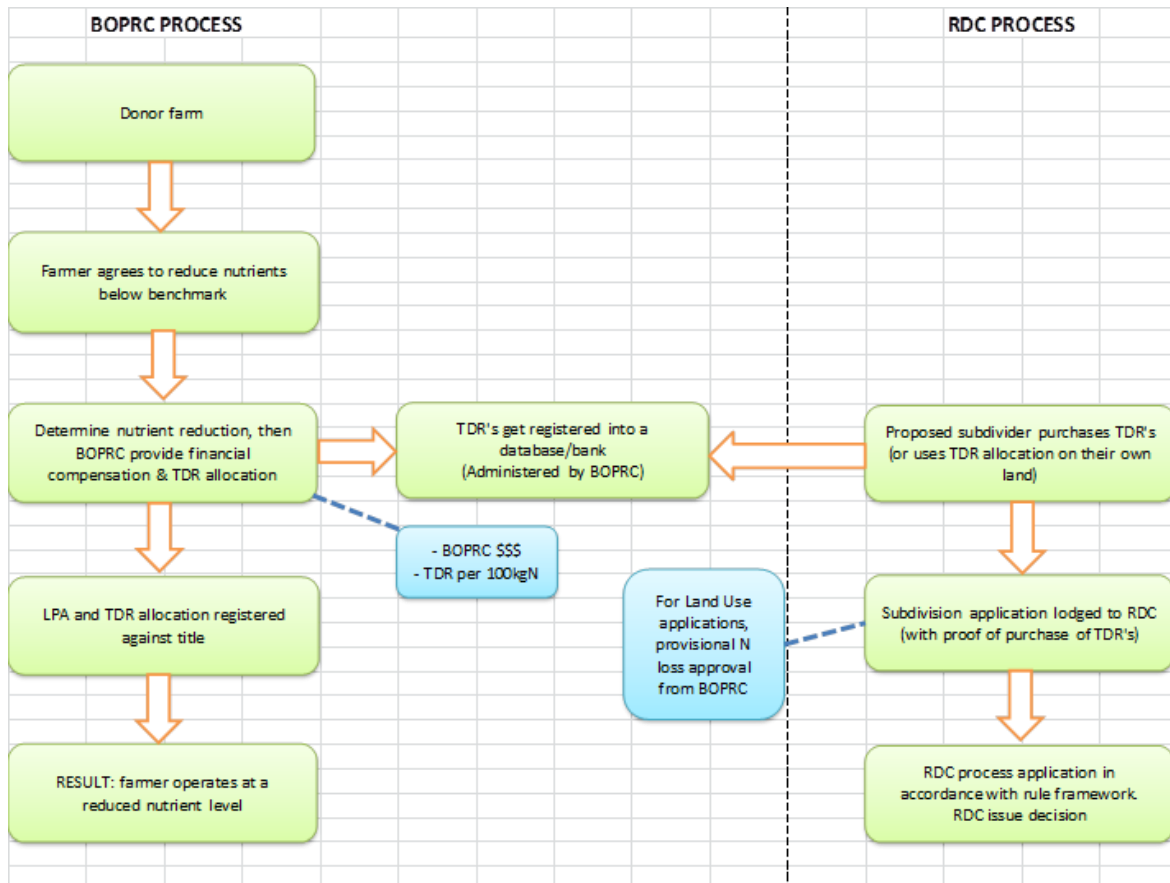 BOPRC PROCESS
RDC PROCESS
Donor farm
Farmer agrees to reduce nutrients
below benchmark
Determine nutrient reduction, then
BOPRC provide financial
compensation & TDR allocation
TDR's get registered into a
database/bank
(Administered by BOPRC)
Proposed subdivider purchases TDR's
(or uses TDR allocation on their own
land)
- BOPRC $$$
- TDR per 100kgN
LPA and TDR allocation registered
against title
For Land Use
applications,
provisional N
loss approval
from BOPRC
Subdivision application lodged to RDC
(with proof of purchase of TDR's)
RESULT: farmer operates at a
reduced nutrient level
RDC process application in
accordance with rule framework.
RDC issue decision